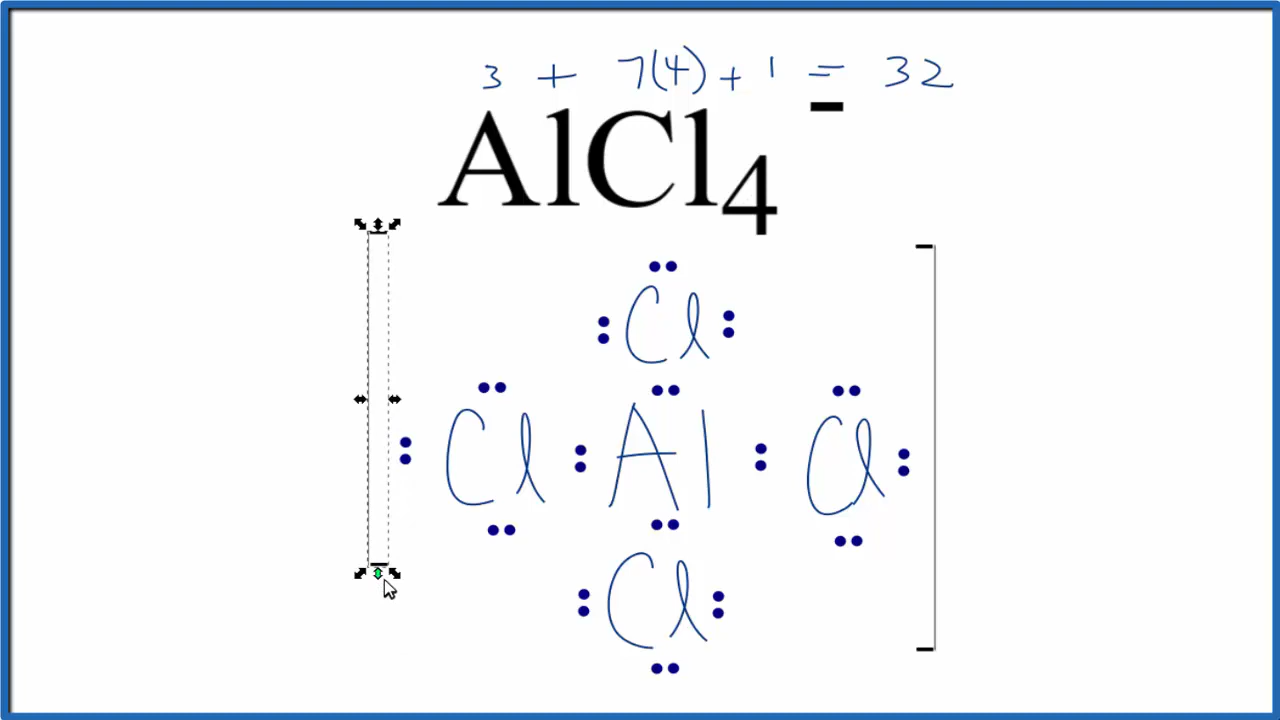 3 + 7(4) + 1 = 32
AlCl₄⁻
Cl
Cl Al Cl
Cl